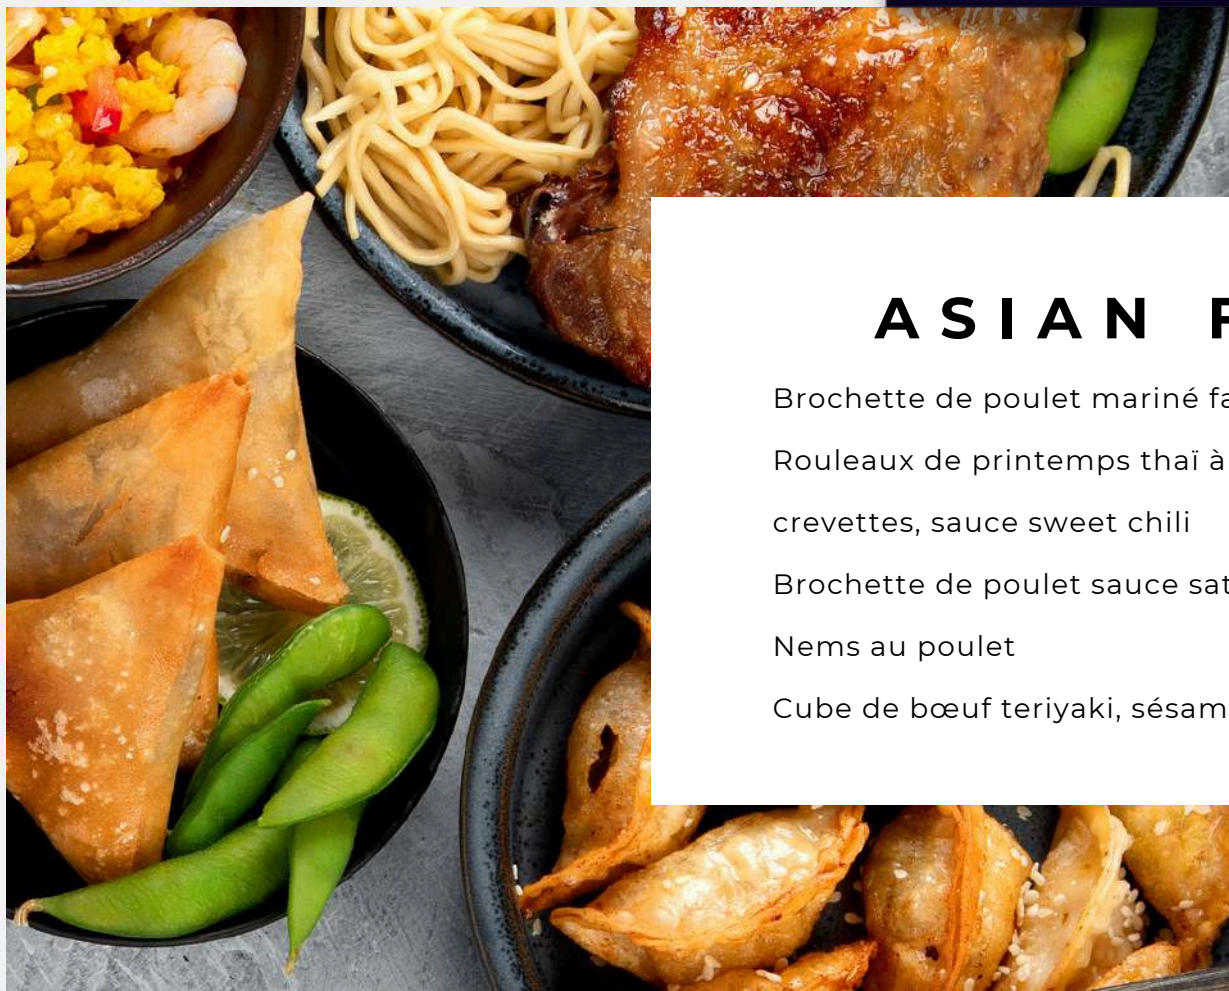 ASIAN
Brochette de poulet mariné
Rouleaux de printemps thaï à
crevettes, sauce sweet chili
Brochette de poulet sauce
Nems au poulet
Cube de bœuf teriyaki,